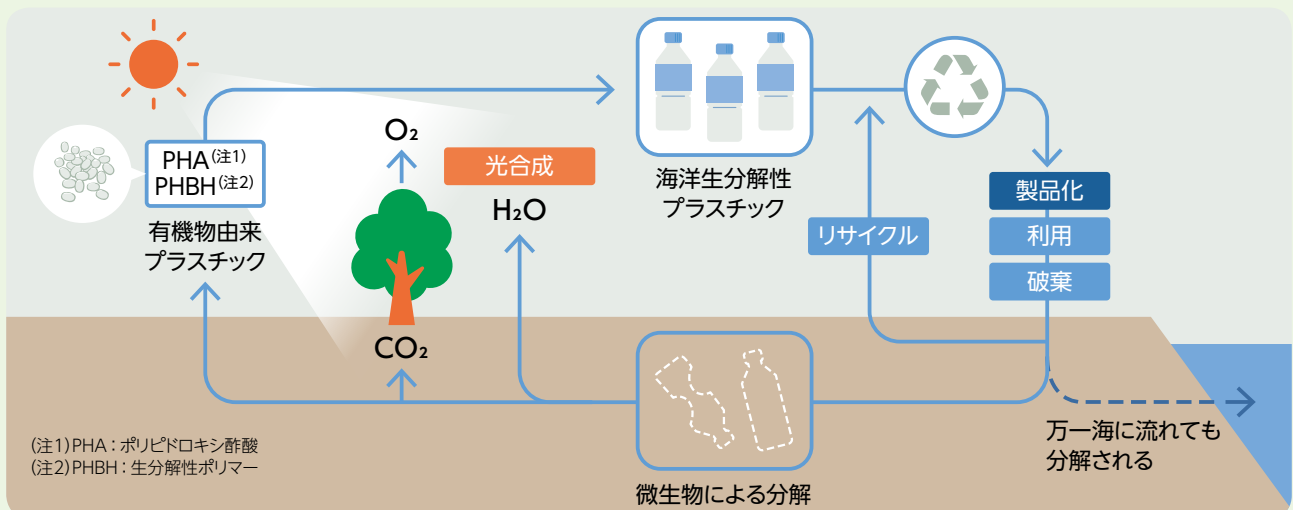 PHA(注1)
PHBH(注2)
有機物由来
プラスチック
O₂
CO₂
光合成
H₂O
海洋生分解性
プラスチック
リサイクル
製品化
利用
破棄
微生物による分解
万一海に流れても
分解される
(注1)PHA:ポリピドロキシ酢酸
(注2)PHBH:生分解性ポリマー